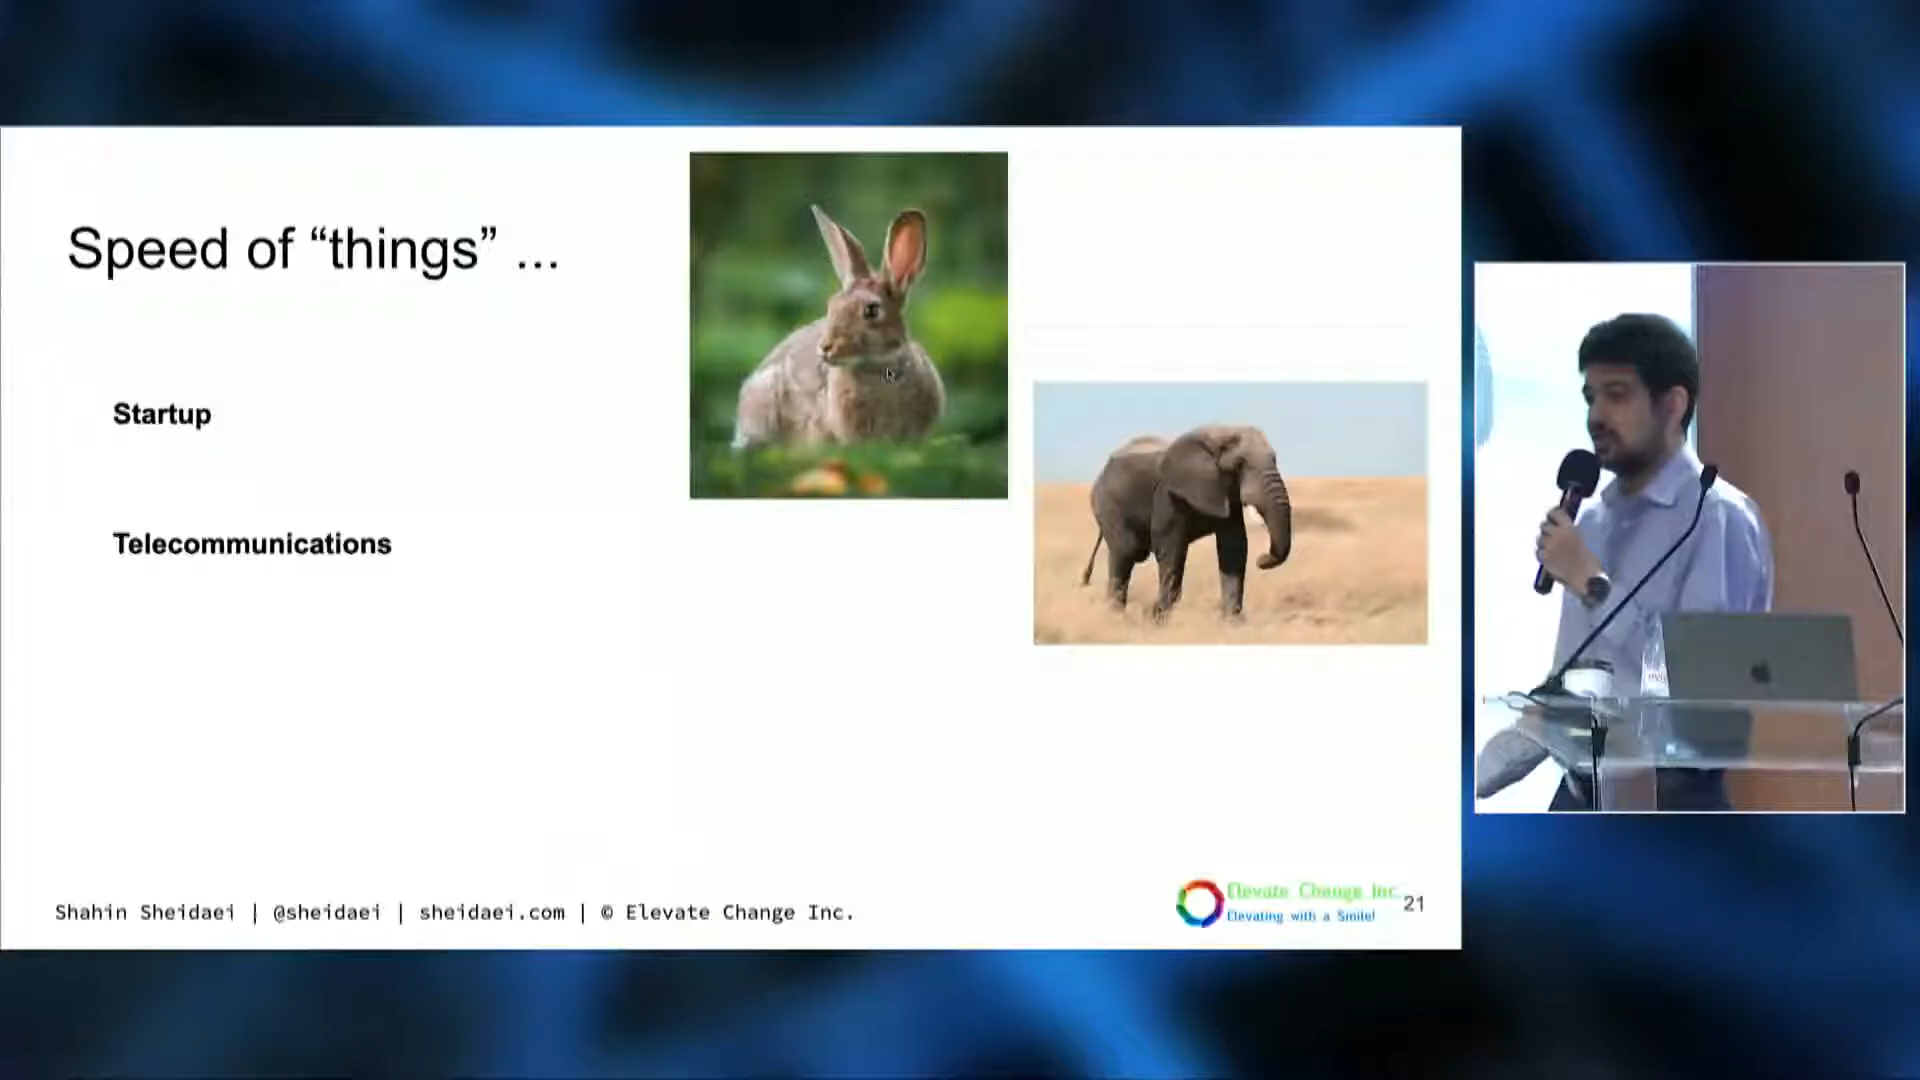 Speed of “things” ...
Startup
Telecommunications
Shahin Sheidaei | @sheidaei | sheidaei.com | © Elevate Change Inc.
Elevate Change Inc.
Elevating with a Smile!
21